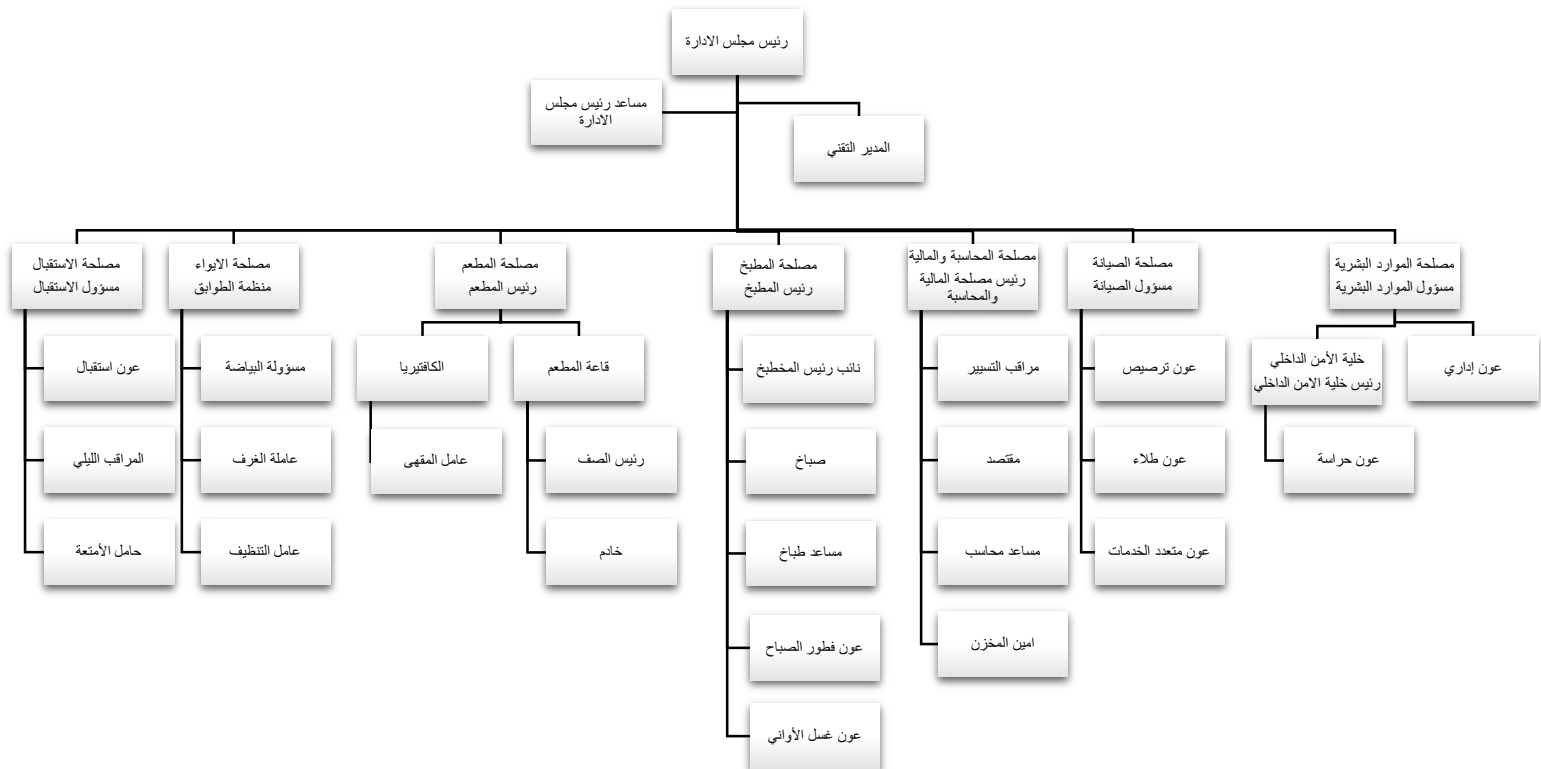 رئيس مجلس الادارة
مساعد رئيس مجلس
الادارة
المدير التقني
مصلحة الموارد البشرية
مسؤول الموارد البشرية
عون إداري
خلية الأمن الداخلي
رئيس خلية الامن الداخلي
عون حراسة
مصلحة الصيانة
مسؤول الصيانة
عون ترصيص
عون طلاء
عون متعدد الخدمات
مصلحة المحاسبة والمالية
رئيس مصلحة المالية
والمحاسبة
مراقب التسيير
مقتصد
مساعد محاسب
امين المخزن
مصلحة المطبخ
رئيس المطبخ
نائب رئيس المخطبخ
صباخ
مساعد طباخ
عون فطور الصباح
عون غسل الأواني
مصلحة المطعم
رئيس المطعم
قاعة المطعم
رئيس الصف
خادم
الكافتيريا
عامل المقهى
مصلحة الايواء
منظمة الطوابق
مسؤولة البياضة
عاملة الغرف
عامل التنظيف
مصلحة الاستقبال
مسؤول الاستقبال
عون استقبال
المراقب الليلي
حامل الأمتعة